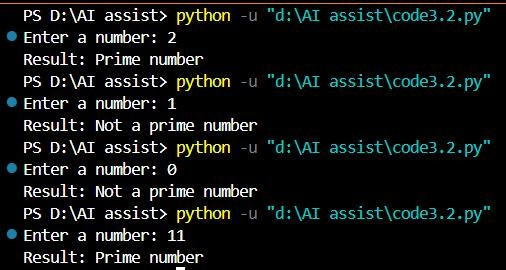 PS D:\AI assist> python -u "d:\AI assist\code3.2.py"
Enter a number: 2
Result: Prime number
PS D:\AI assist> python -u "d:\AI assist\code3.2.py"
Enter a number: 1
Result: Not a prime number
PS D:\AI assist> python -u "d:\AI assist\code3.2.py"
Enter a number: 0
Result: Not a prime number
PS D:\AI assist> python -u "d:\AI assist\code3.2.py"
Enter a number: 11
Result: Prime number